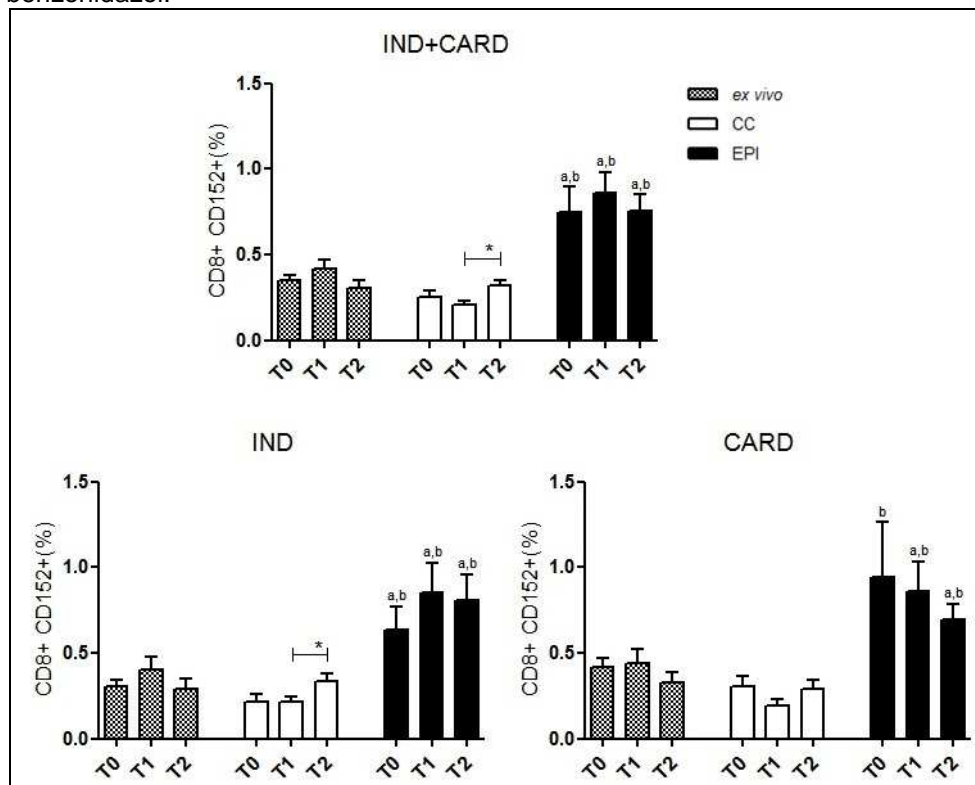 benzonidazol.
IND+CARD
ex vivo
CC
EPI
CD8+ CD152+(%)
1.5
1.0
0.5
0.0
a,b a,b a,b
*
T0 T1 T2 T0 T1 T2 T0 T1 T2
IND
CD8+ CD152+(%)
1.5
1.0
0.5
0.0
a,b a,b a,b
*
T0 T1 T2 T0 T1 T2 T0 T1 T2
CARD
CD8+ CD152+(%)
1.5
1.0
0.5
0.0
b a,b a,b
T0 T1 T2 T0 T1 T2 T0 T1 T2